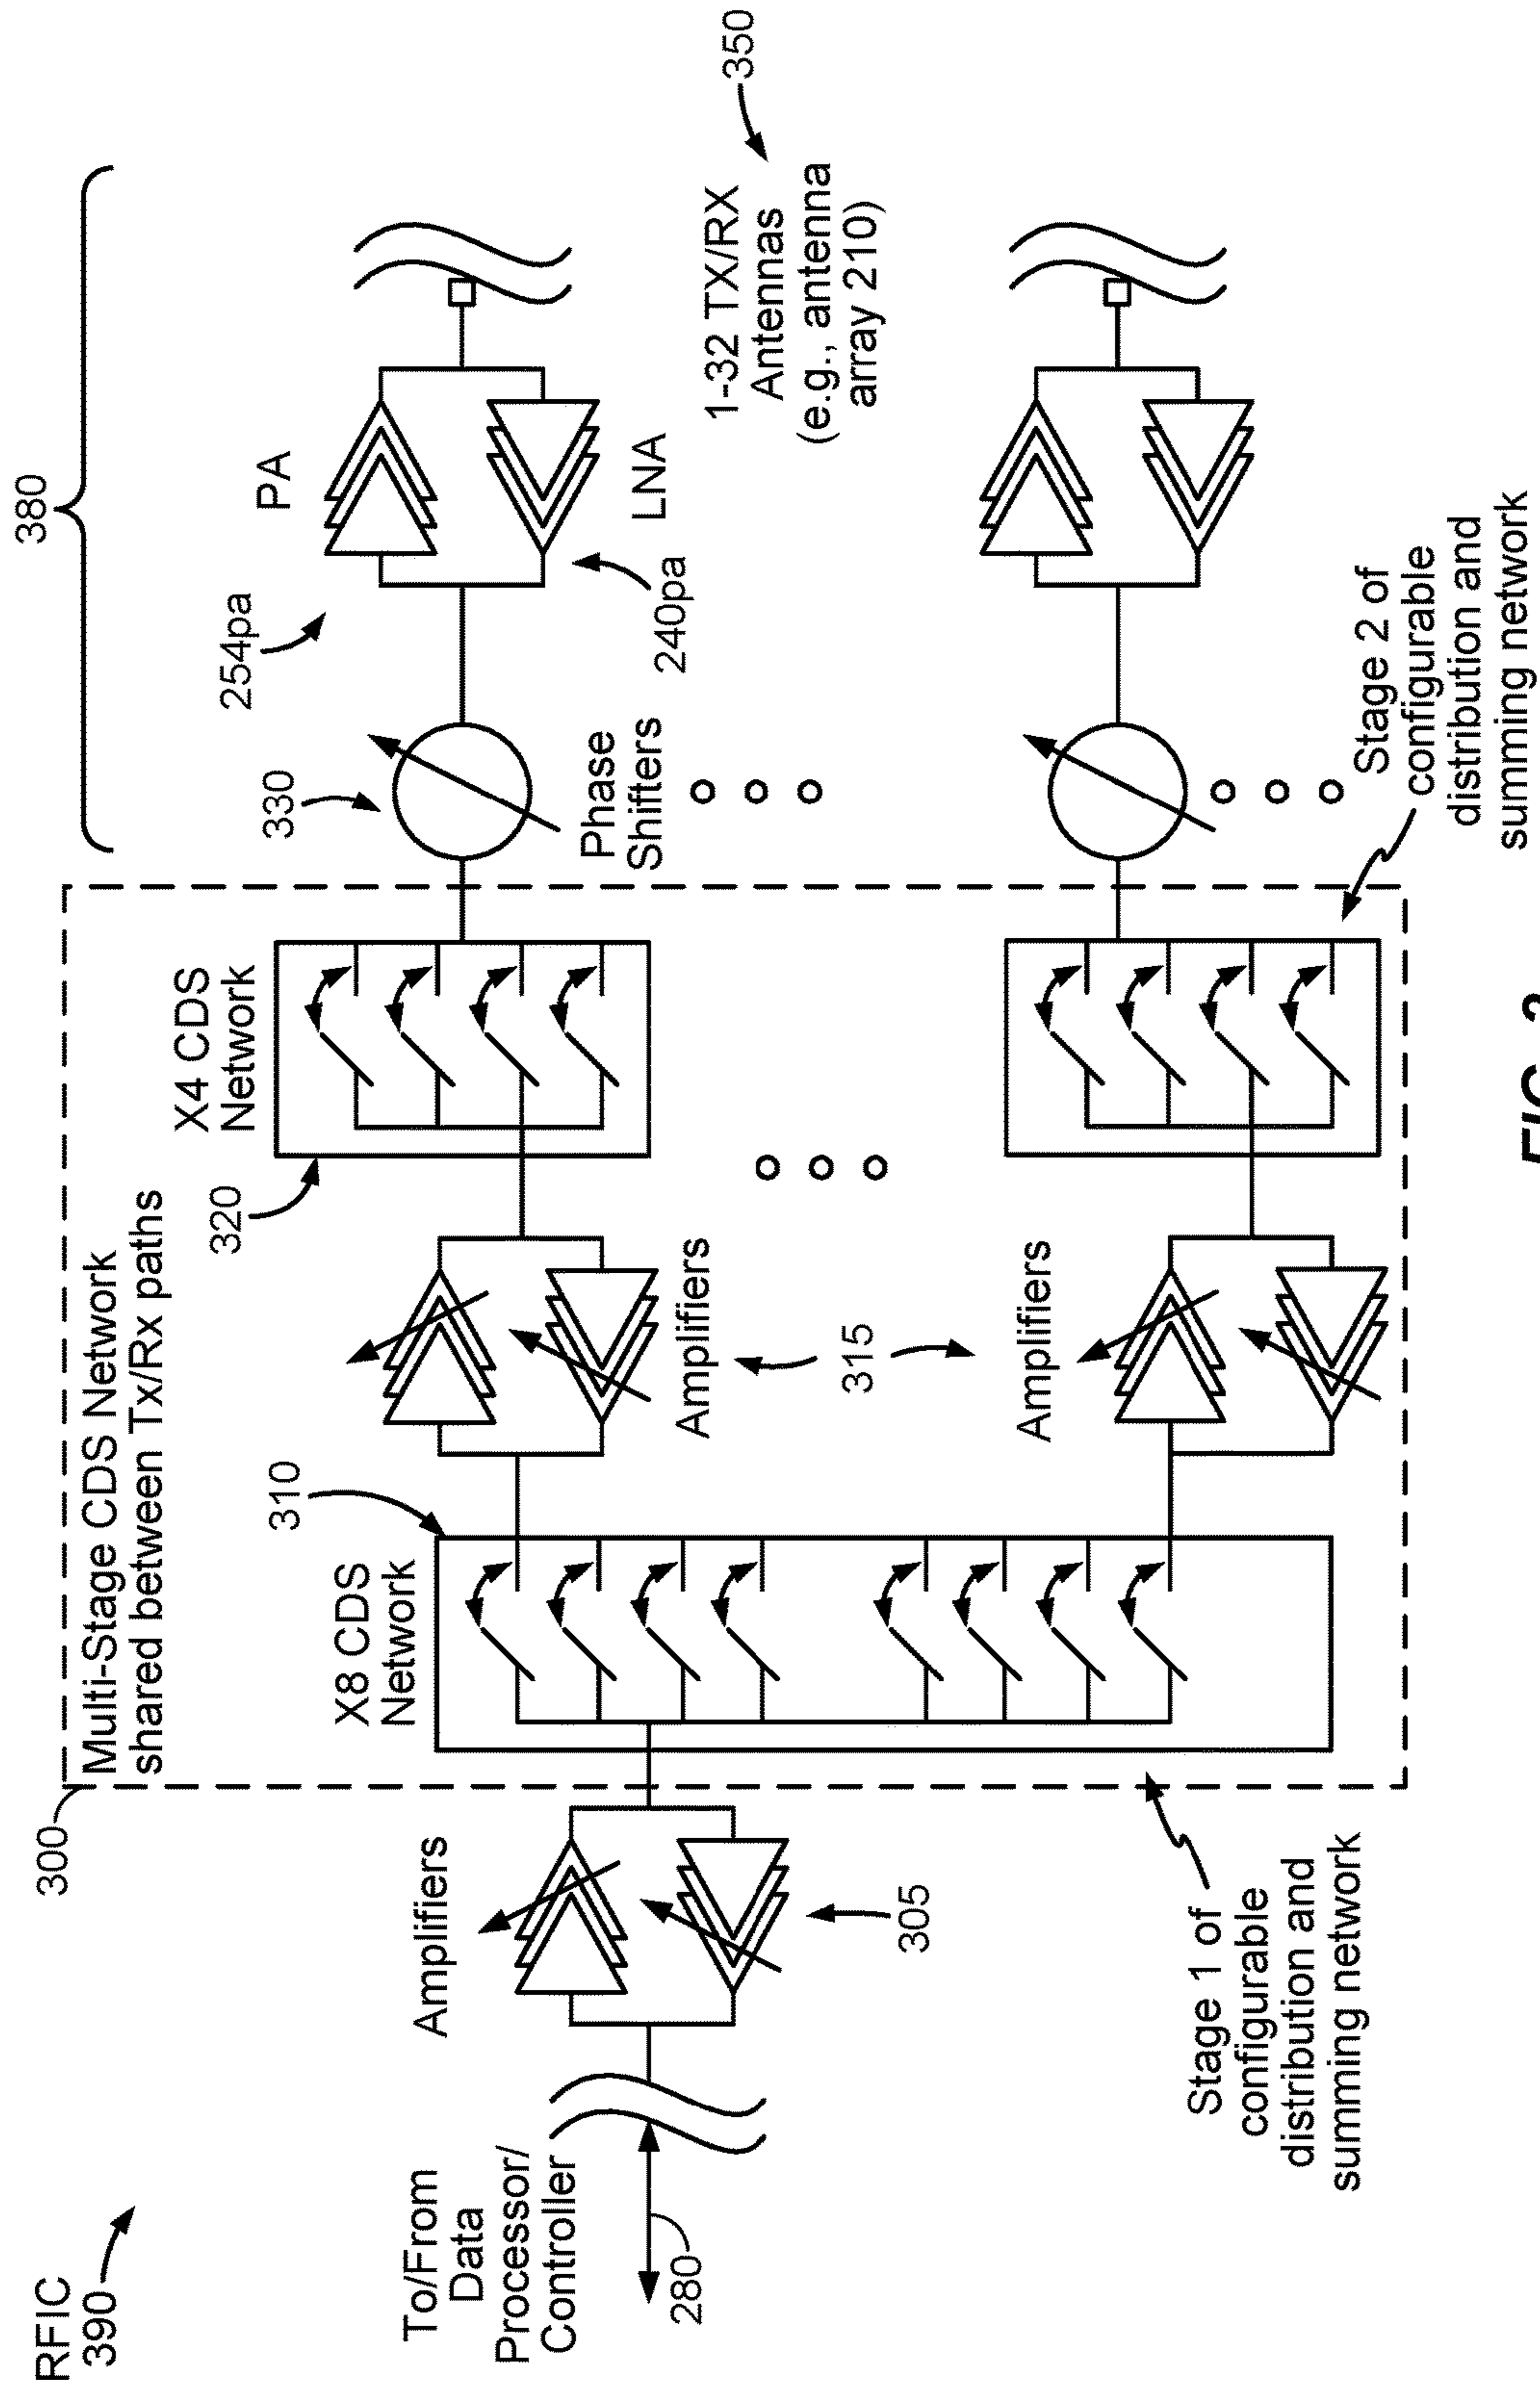 RFIC
390
300
Multi-Stage CDS Network
shared between Tx/Rx paths
380
To/From
Data
Processor/
Controller
280
Amplifiers
305
X8 CDS
Network
310
Amplifiers
315
Amplifiers
X4 CDS
Network
320
330
Phase
Shifters
254pa
PA
LNA
240pa
1-32 TX/RX
Antennas
(e.g., antenna
array 210)
350
Stage 1 of
configurable
distribution and
summing network
Stage 2 of
configurable
distribution and
summing network